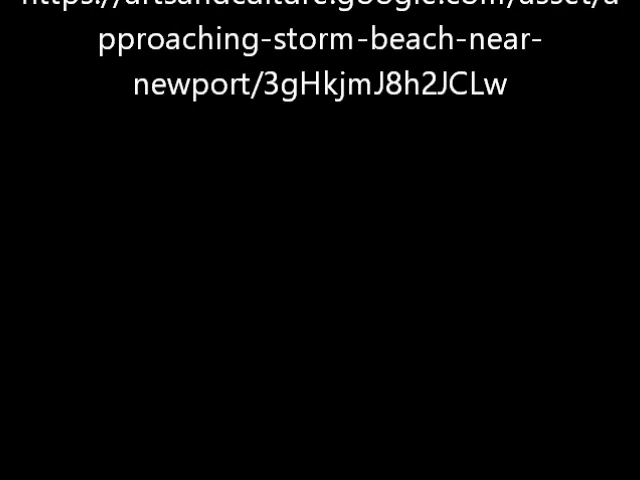 https://artsandculture.google.com/asset/a
pproaching-storm-beach-near-
newport/3gHkjmJ8h2JCLw